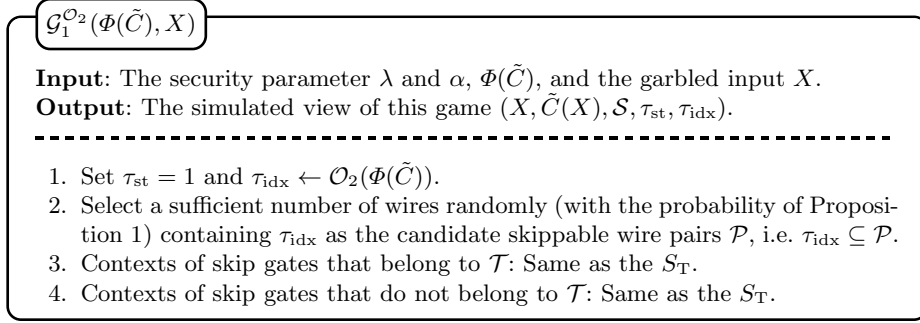 𝒢₁^{𝒪₂}(Φ(C̃), X)
Input: The security parameter λ and α, Φ(C̃), and the garbled input X.
Output: The simulated view of this game (X, C̃(X), 𝒮, τ_st, τ_idx).
1. Set τ_st = 1 and τ_idx ← 𝒪₂(Φ(C̃)).
2. Select a sufficient number of wires randomly (with the probability of Proposi-
tion 1) containing τ_idx as the candidate skippable wire pairs 𝒫, i.e. τ_idx ⊆ 𝒫.
3. Contexts of skip gates that belong to 𝒯: Same as the S_T.
4. Contexts of skip gates that do not belong to 𝒯: Same as the S_T.